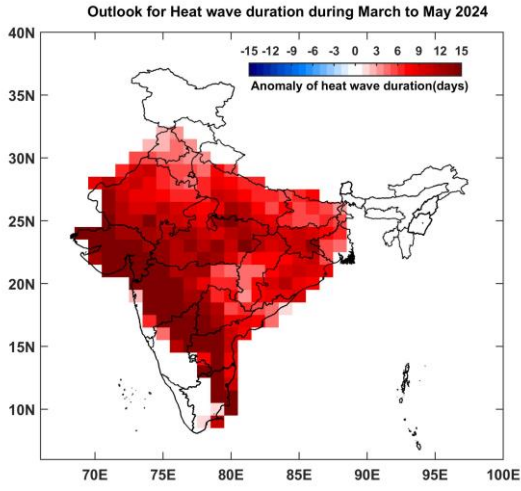 Outlook for Heat wave duration during March to May 2024
40N
-15 -12 -9 -6 -3 0 3 6 9 12 15
Anomaly of heat wave duration(days)
35N
30N
25N
20N
15N
10N
70E 75E 80E 85E 90E 95E 100E